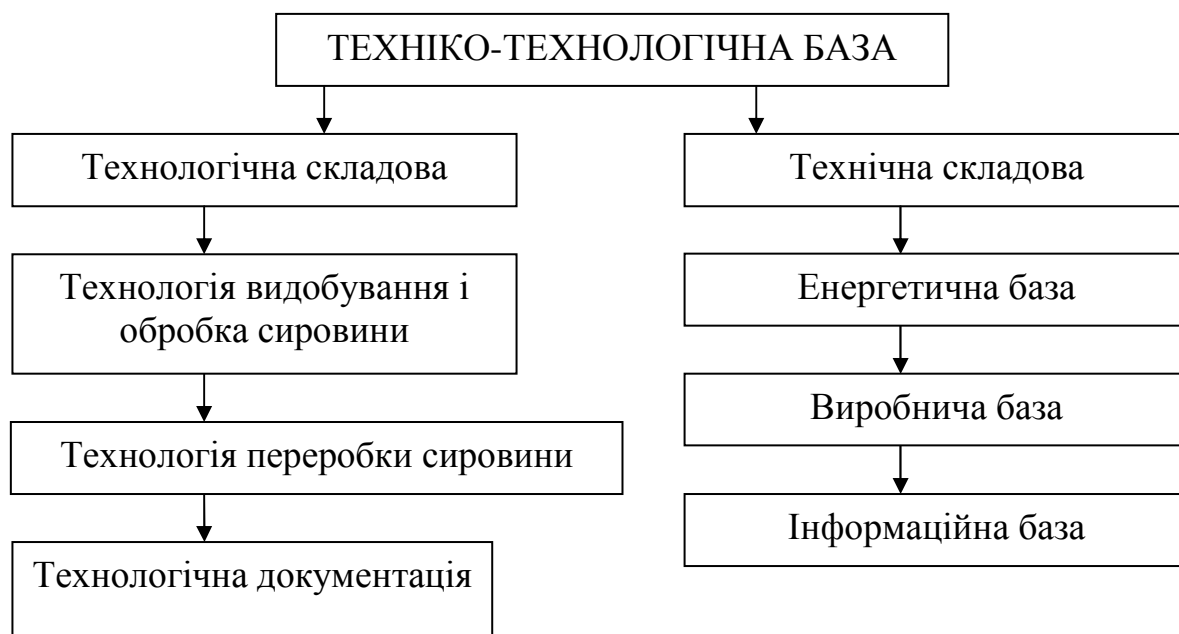 ТЕХНІКО-ТЕХНОЛОГІЧНА БАЗА
Технологічна складова
Технічна складова
Технологія видобування і
обробка сировини
Енергетична база
Виробнича база
Технологія переробки сировини
Інформаційна база
Технологічна документація